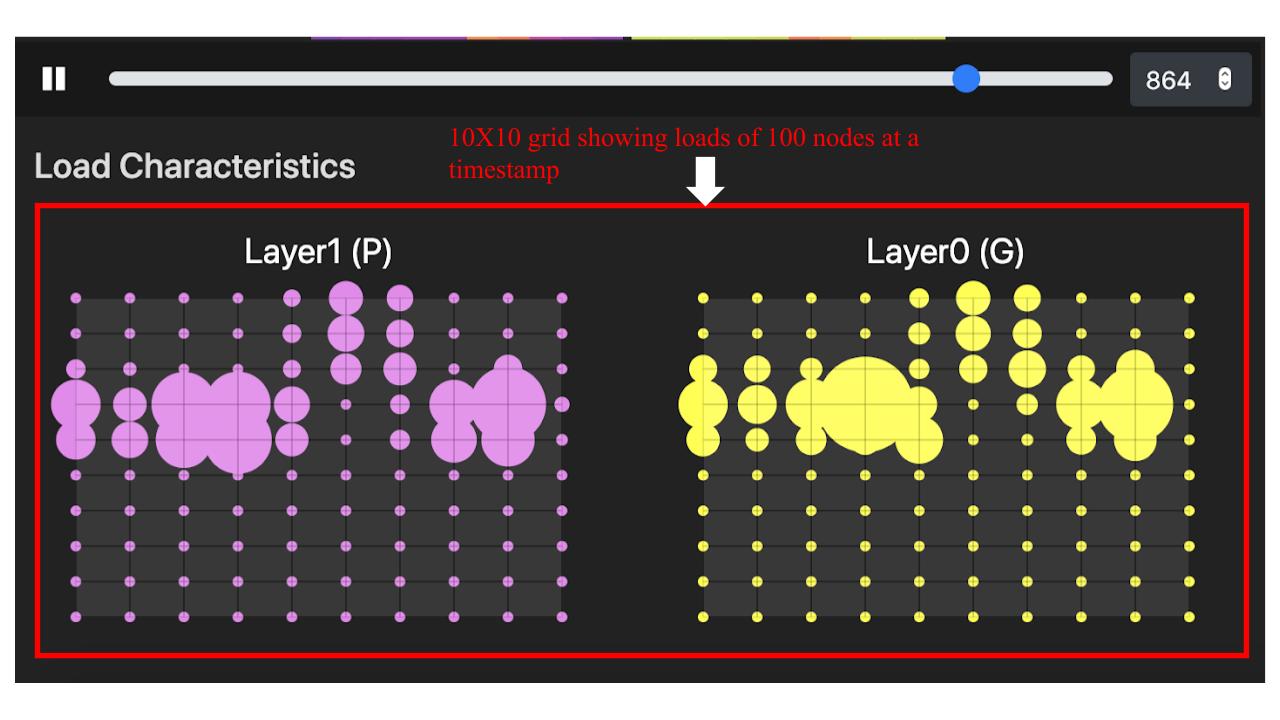 864
10X10 grid showing loads of 100 nodes at a
timestamp
Load Characteristics
Layer1 (P)
Layer0 (G)